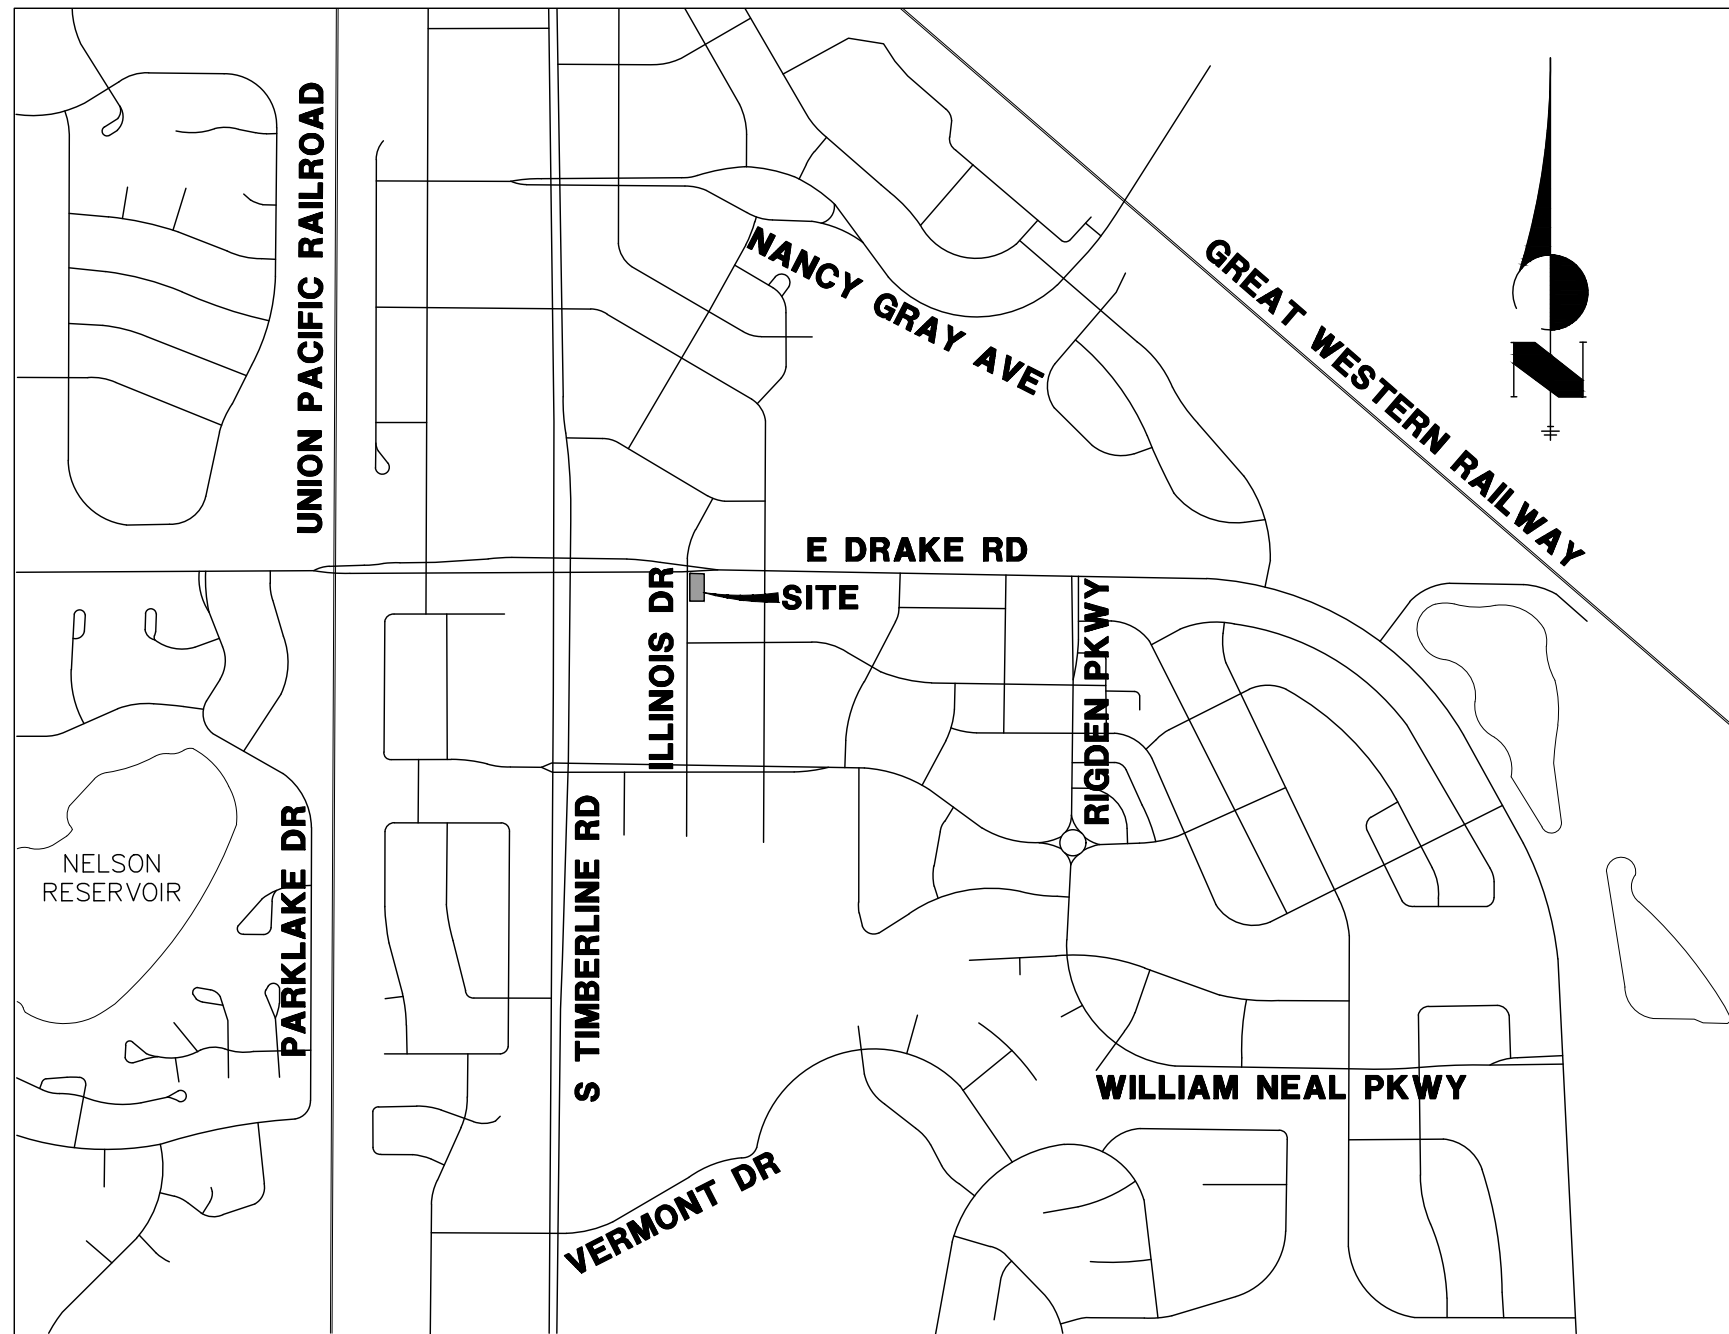 UNION PACIFIC RAILROAD
NANCY GRAY AVE
GREAT WESTERN RAILWAY
N
E DRAKE RD
SITE
ILLINOIS DR
RIGDEN PKWY
NELSON
RESERVOIR
PARKLAKE DR
S TIMBERLINE RD
WILLIAM NEAL PKWY
VERMONT DR